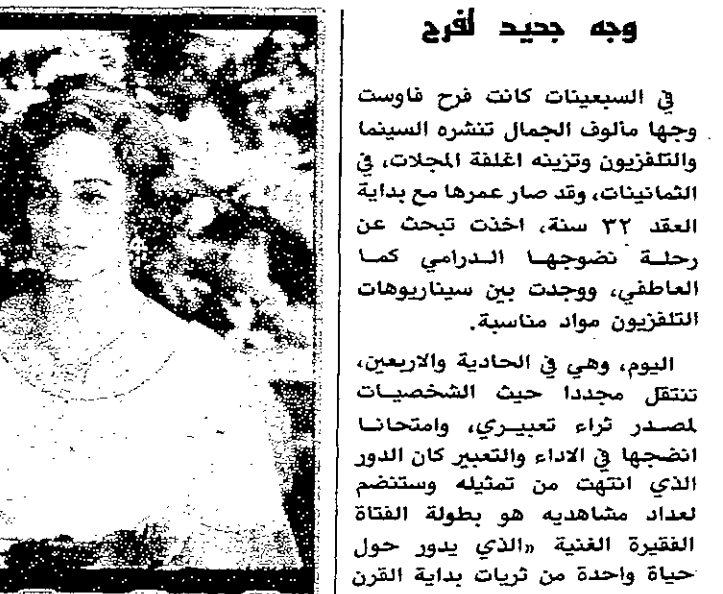 وجه جديد لفرح
في السبعينات كانت فرح فاوست
وجها مألوف الجمال تنشره السينما
والتلفزيون وتزينه اغلفة المجلات، في
الثمانينات، وقد صار عمرها مع بداية
العقد ٣٢ سنة، اخذت تبحث عن
رحلة نضوجها الدرامي كما
العاطفي، ووجدت بين سيناريوهات
التلفزيون مواد مناسبة.
اليوم، وهي في الحادية والاربعين،
تنتقل مجددا حيث الشخصيات
لمصدر ثراء تعبيري، وامتحانا
انضجها في الاداء والتعبير كان الدور
الذي انتهت من تمثيله وستنضم
لعداد مشاهديه هو بطولة الفتاة
الفقيرة الغنية «الذي يدور حول
حياة واحدة من ثريات بداية القرن